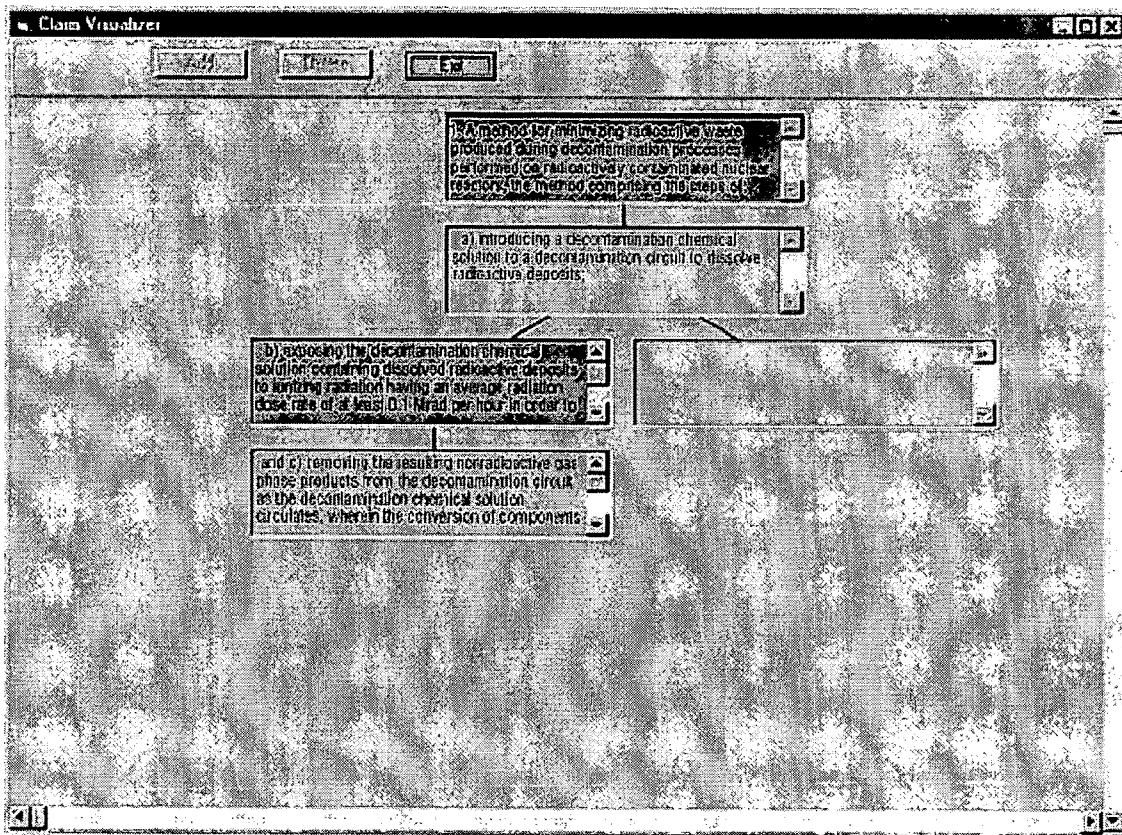 Claim Visualizer
Add Delete Exit
1. A method for minimizing radioactive waste
produced during decontamination processes
performed on radioactively contaminated nuclear
reactors, the method comprising the steps of:
a) introducing a decontamination chemical
solution to a decontamination circuit to dissolve
radioactive deposits;
b) exposing the decontamination chemical
solution containing dissolved radioactive deposits
to ionizing radiation having an average radiation
dose rate of at least 0.1 Mrad per hour in order to
and c) removing the resulting nonradioactive gas
phase products from the decontamination circuit
as the decontamination chemical solution
circulates, wherein the conversion of components